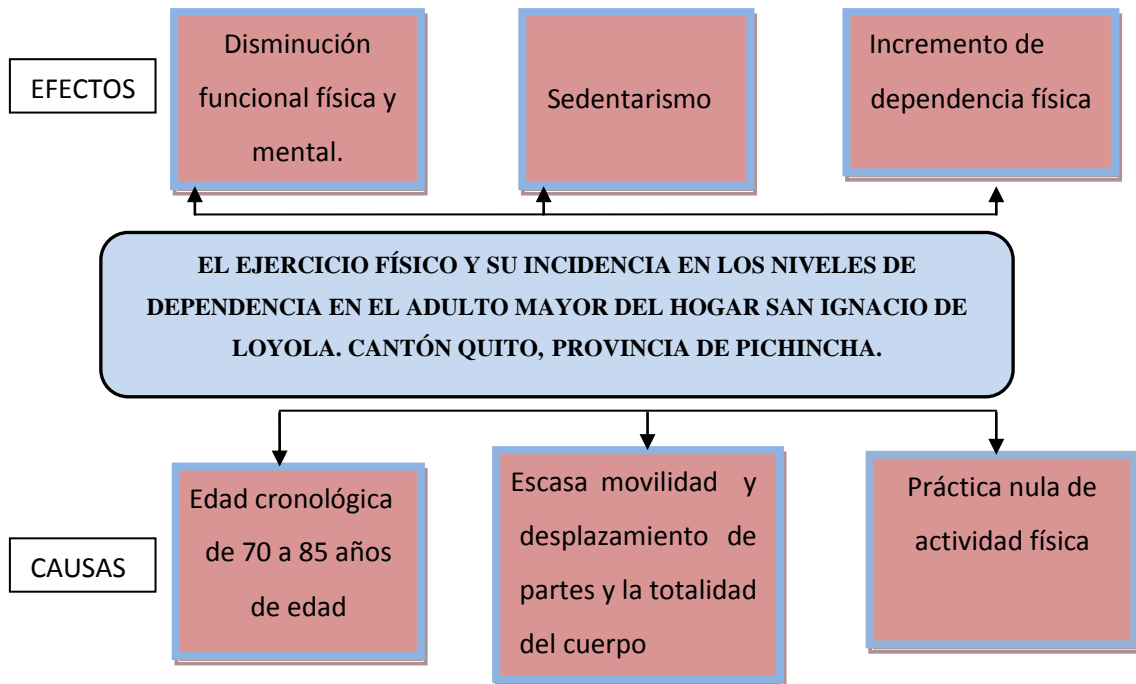 EFECTOS
Disminución
funcional física y
mental.
Sedentarismo
Incremento de
dependencia física
EL EJERCICIO FÍSICO Y SU INCIDENCIA EN LOS NIVELES DE
DEPENDENCIA EN EL ADULTO MAYOR DEL HOGAR SAN IGNACIO DE
LOYOLA. CANTÓN QUITO, PROVINCIA DE PICHINCHA.
CAUSAS
Edad cronológica
de 70 a 85 años
de edad
Escasa movilidad y
desplazamiento de
partes y la totalidad
del cuerpo
Práctica nula de
actividad física